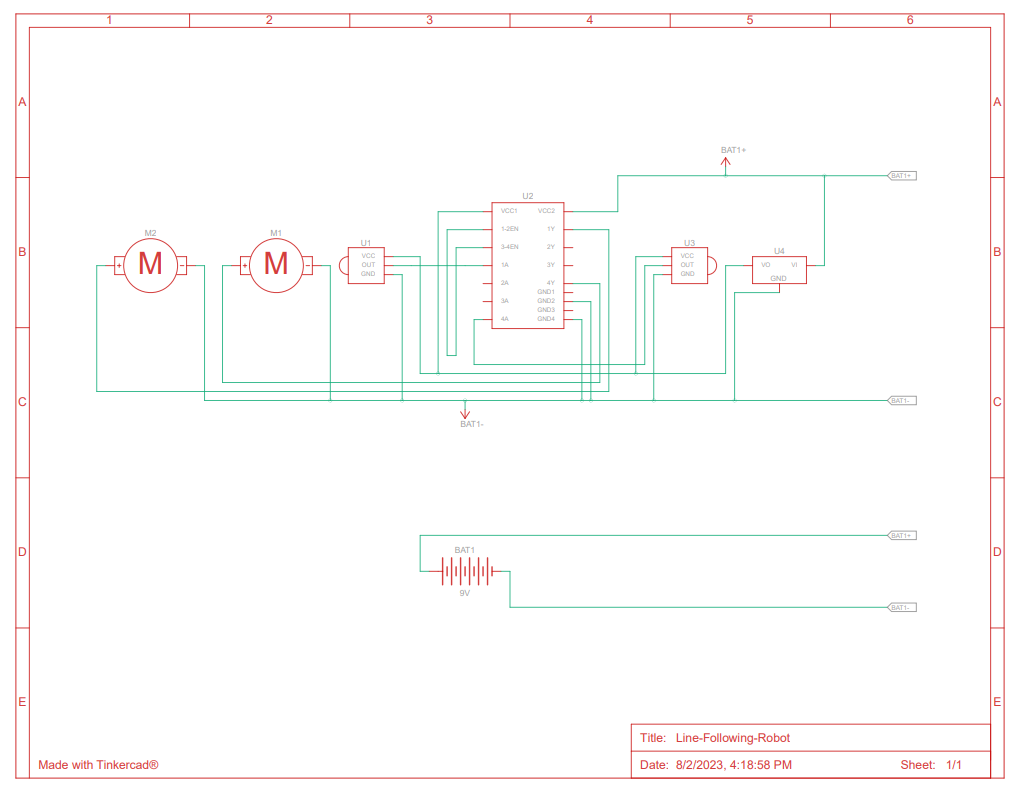 1 2 3 4 5 6
A A
BAT1+
BAT1+
U2
VCC1 VCC2
B B
M2 M1 U1 U3 U4
1-2EN 1Y
3-4EN 2Y
M M
+ - + -
VCC
OUT
GND
1A 3Y
2A 4Y
GND1
3A GND2
GND3
4A GND4
VCC
OUT
GND
VO VI
GND
C C
BAT1-
BAT1-
D D
BAT1+
BAT1
9V
BAT1-
E E
Title: Line-Following-Robot
Made with Tinkercad®
Date: 8/2/2023, 4:18:58 PM Sheet: 1/1